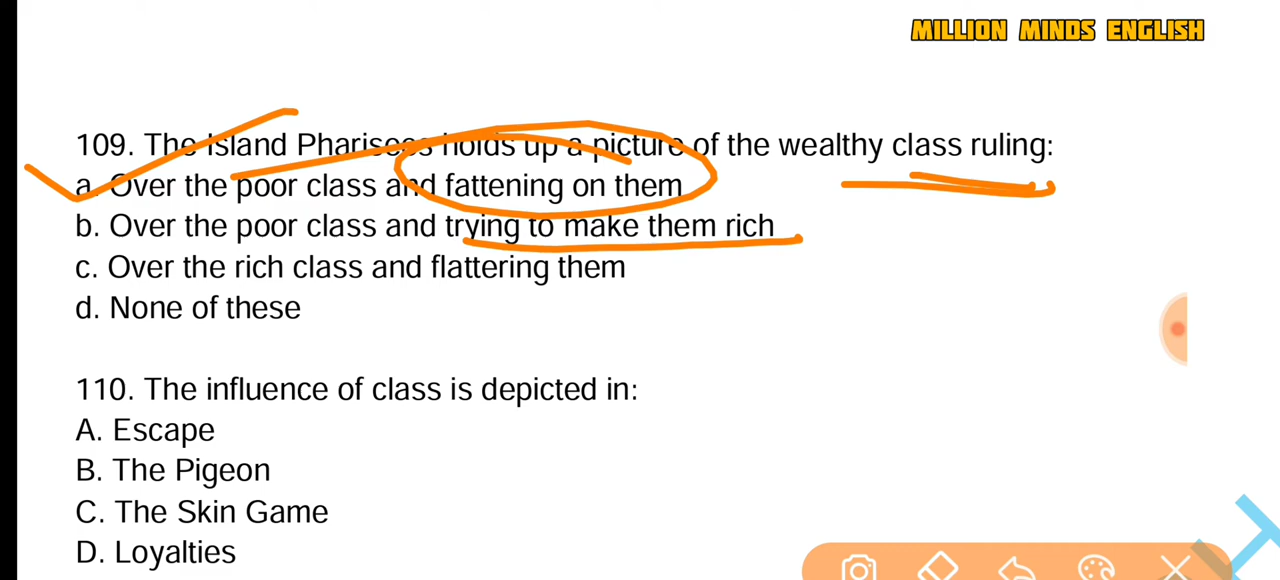 MILLION MINDS ENGLISH
109. The Island Pharisees holds up a picture of the wealthy class ruling:
a. Over the poor class and fattening on them
b. Over the poor class and trying to make them rich
c. Over the rich class and flattering them
d. None of these
110. The influence of class is depicted in:
A. Escape
B. The Pigeon
C. The Skin Game
D. Loyalties